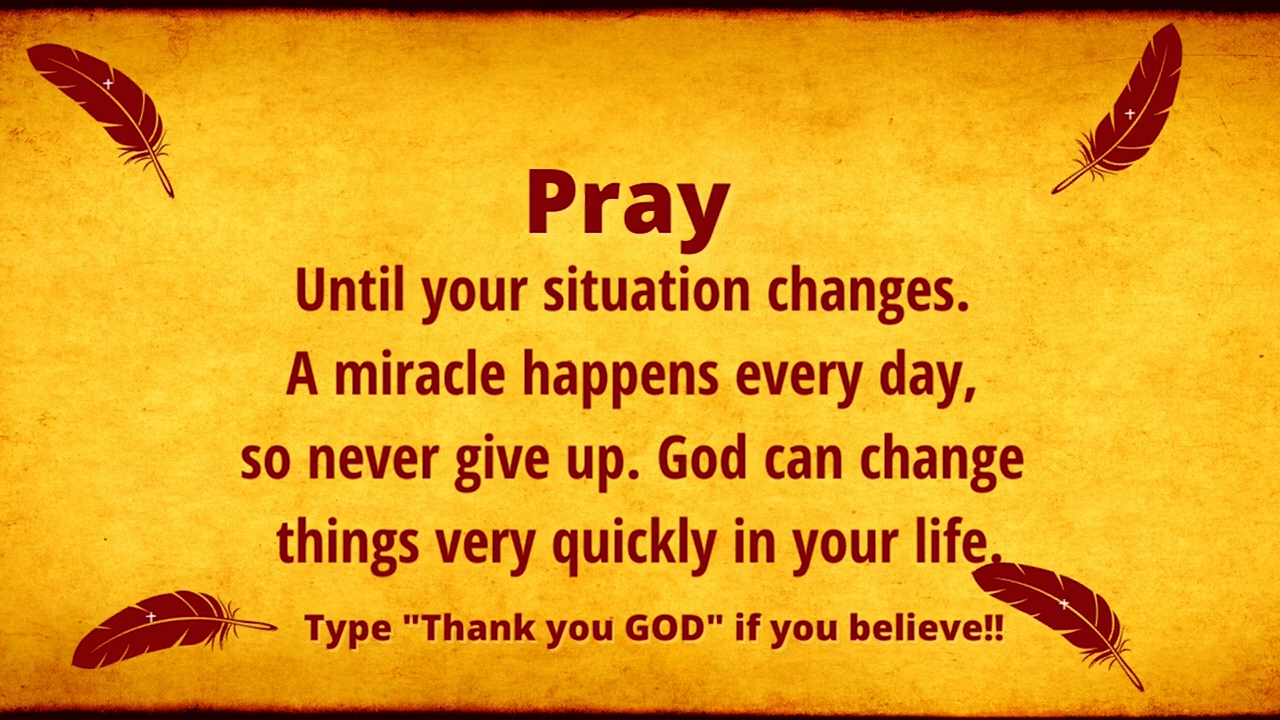 Pray
Until your situation changes.
A miracle happens every day,
so never give up. God can change
things very quickly in your life.
Type "Thank you GOD" if you believe!!